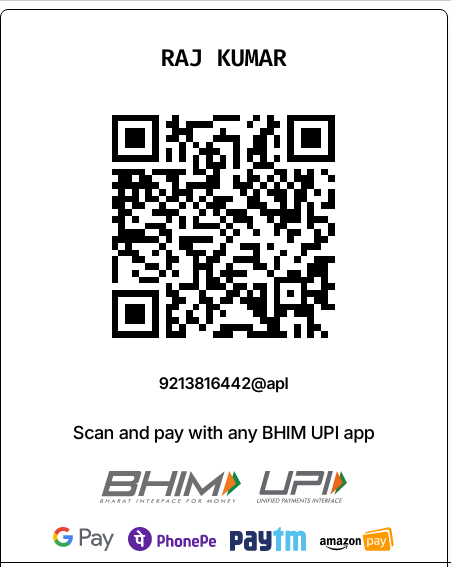 RAJ KUMAR
9213816442@apl
Scan and pay with any BHIM UPI app
BHIM UPI
BHARAT INTERFACE FOR MONEY UNIFIED PAYMENTS INTERFACE
G Pay पे PhonePe paytm amazon pay